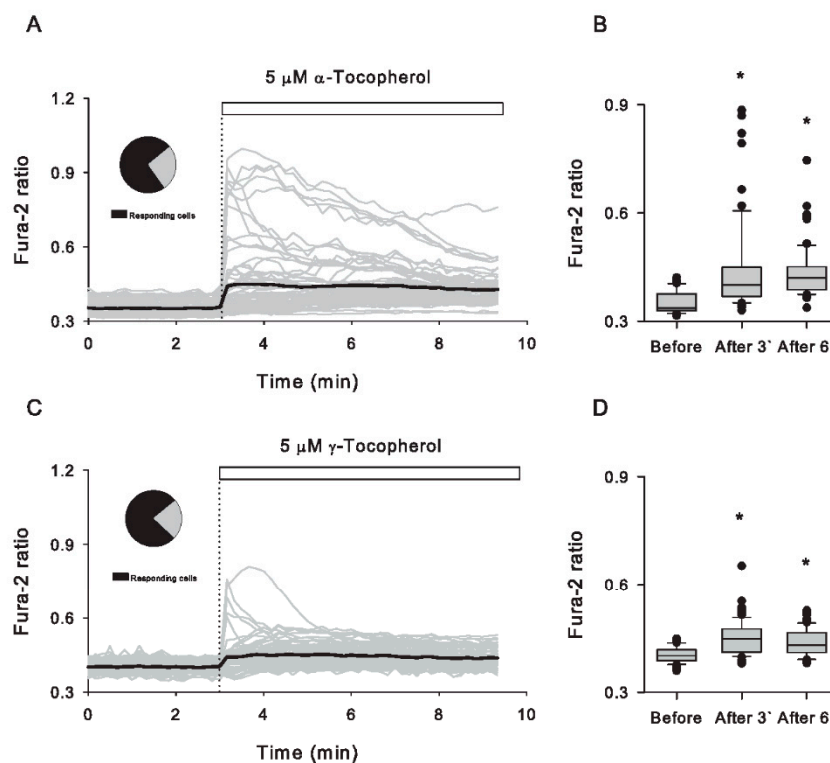 A
5 μM α-Tocopherol
1.2
0.9
0.6
0.3
Fura-2 ratio
Responding cells
0 2 4 6 8 10
Time (min)
B
0.9
0.6
0.3
Fura-2 ratio
* *
Before After 3` After 6
C
5 μM γ-Tocopherol
1.2
0.9
0.6
0.3
Fura-2 ratio
Responding cells
0 2 4 6 8 10
Time (min)
D
0.9
0.6
0.3
Fura-2 ratio
* *
Before After 3` After 6